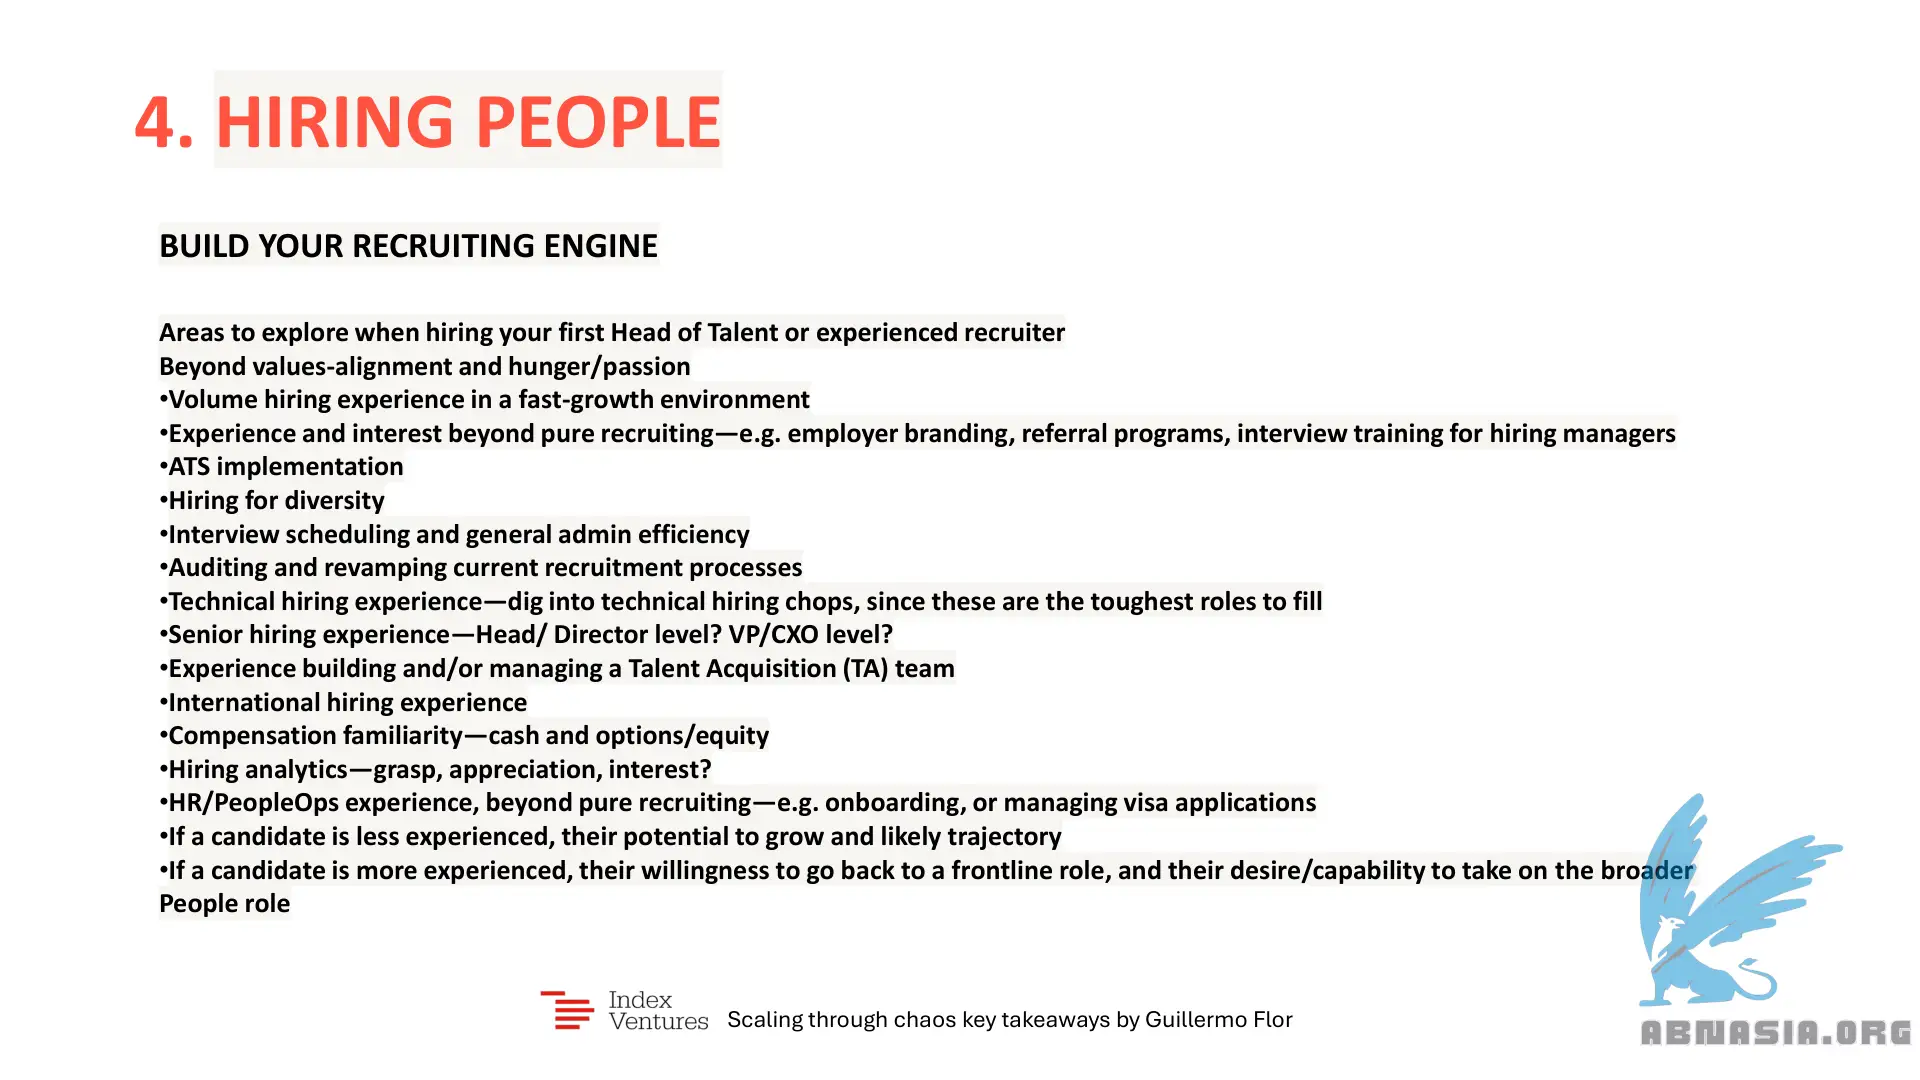 4. HIRING PEOPLE
BUILD YOUR RECRUITING ENGINE
Areas to explore when hiring your first Head of Talent or experienced recruiter
Beyond values-alignment and hunger/passion
•Volume hiring experience in a fast-growth environment
•Experience and interest beyond pure recruiting—e.g. employer branding, referral programs, interview training for hiring managers
•ATS implementation
•Hiring for diversity
•Interview scheduling and general admin efficiency
•Auditing and revamping current recruitment processes
•Technical hiring experience—dig into technical hiring chops, since these are the toughest roles to fill
•Senior hiring experience—Head/ Director level? VP/CXO level?
•Experience building and/or managing a Talent Acquisition (TA) team
•International hiring experience
•Compensation familiarity—cash and options/equity
•Hiring analytics—grasp, appreciation, interest?
•HR/PeopleOps experience, beyond pure recruiting—e.g. onboarding, or managing visa applications
•If a candidate is less experienced, their potential to grow and likely trajectory
•If a candidate is more experienced, their willingness to go back to a frontline role, and their desire/capability to take on the broader
People role
Index
Ventures
Scaling through chaos key takeaways by Guillermo Flor
ABNASIA.ORG